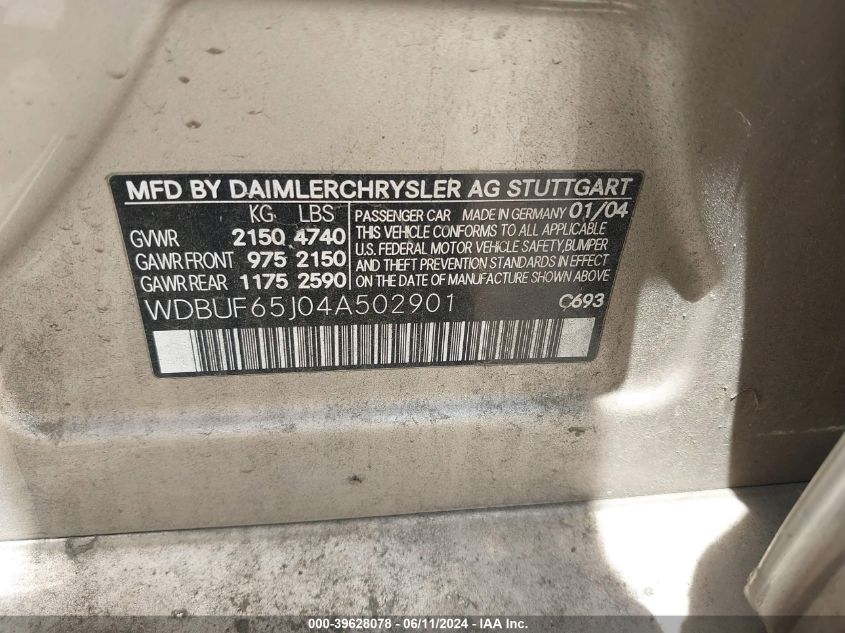 MFD BY DAIMLERCHRYSLER AG STUTTGART
KG LBS
GVWR 2150 4740
GAWR FRONT 975 2150
GAWR REAR 1175 2590
PASSENGER CAR MADE IN GERMANY 01/04
THIS VEHICLE CONFORMS TO ALL APPLICABLE
U.S. FEDERAL MOTOR VEHICLE SAFETY, BUMPER
AND THEFT PREVENTION STANDARDS IN EFFECT
ON THE DATE OF MANUFACTURE SHOWN ABOVE
WDBUF65J04A502901 C693
000-39628078 - 06/11/2024 - IAA Inc.